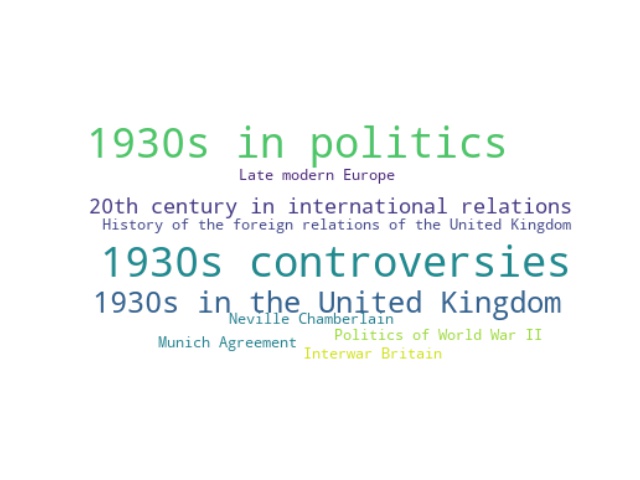 1930s in politics
Late modern Europe
20th century in international relations
History of the foreign relations of the United Kingdom
1930s controversies
1930s in the United Kingdom
Neville Chamberlain
Politics of World War II
Munich Agreement
Interwar Britain